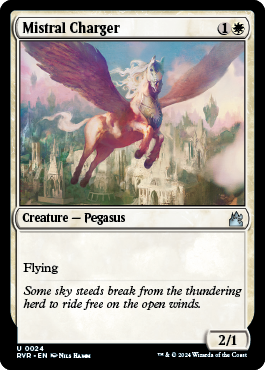 Mistral Charger 1
Creature — Pegasus
Flying
Some sky steeds break from the thundering
herd to ride free on the open winds.
2/1
U 0024
RVR • EN Nils Hamm
™ & © 2024 Wizards of the Coast